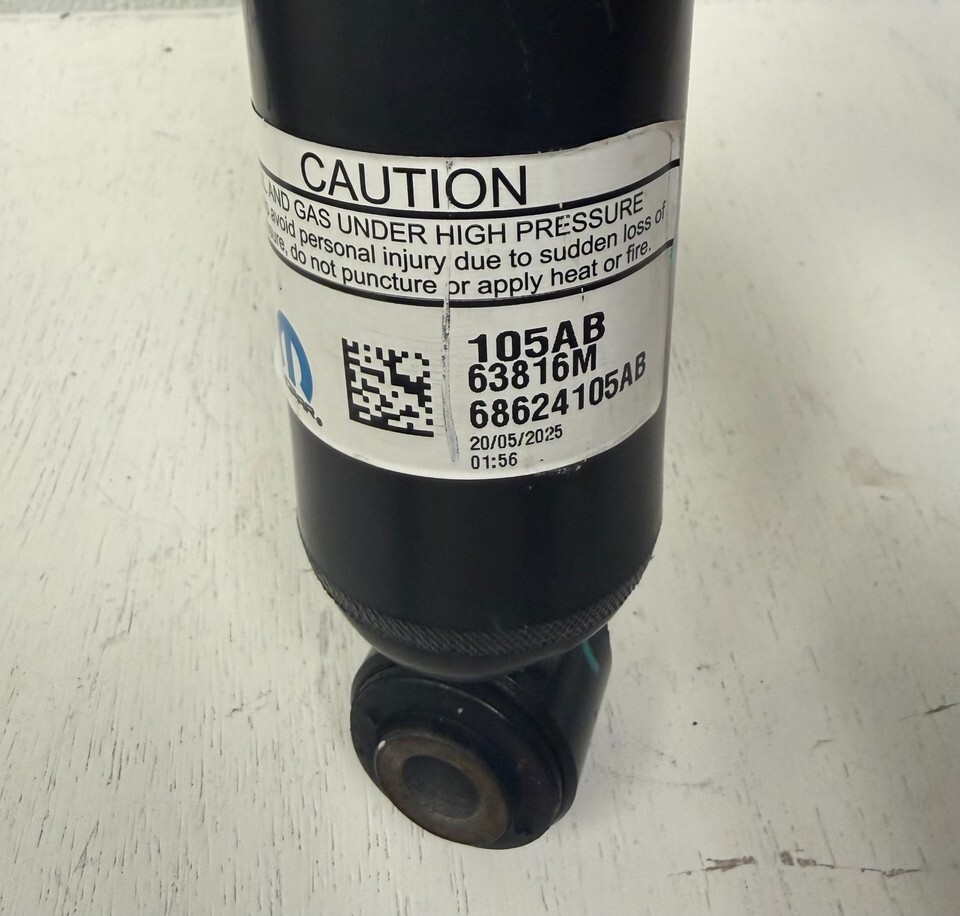 CAUTION
AND GAS UNDER HIGH PRESSURE
avoid personal injury due to sudden loss of
do not puncture or apply heat or fire.
105AB
63816M
68624105AB
20/05/2025
01:56